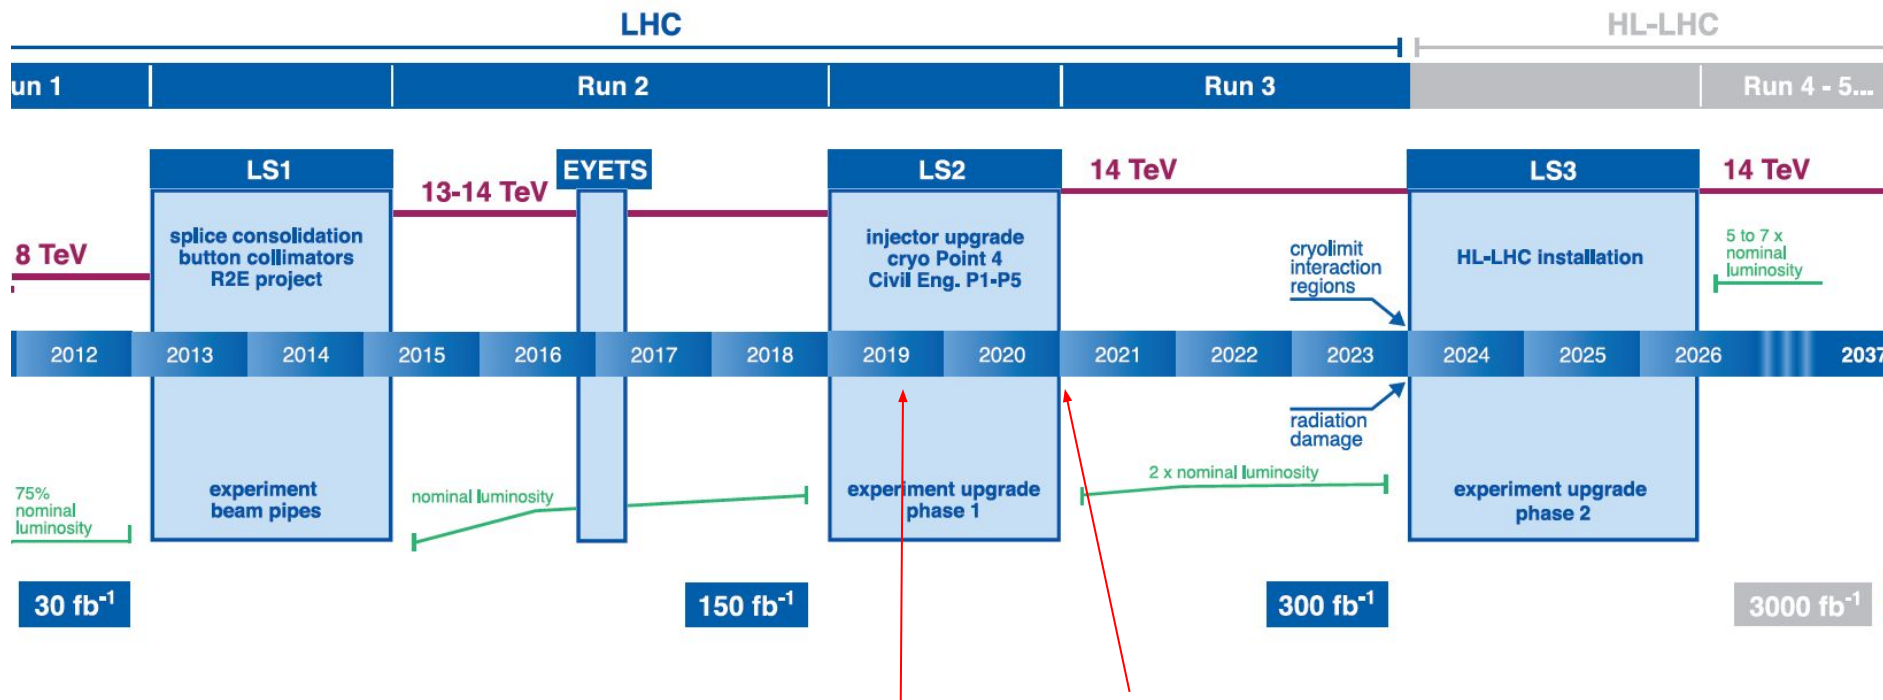 LHC
HL-LHC
un 1
Run 2
Run 3
Run 4 - 5...
LS1
EYETS
LS2
14 TeV
LS3
14 TeV
13-14 TeV
8 TeV
splice consolidation
button collimators
R2E project
injector upgrade
cryo Point 4
Civil Eng. P1-P5
cryolimit
interaction
regions
HL-LHC installation
5 to 7 x
nominal
luminosity
2012
2013
2014
2015
2016
2017
2018
2019
2020
2021
2022
2023
2024
2025
2026
2037
radiation
damage
75%
nominal
luminosity
experiment
beam pipes
nominal luminosity
experiment upgrade
phase 1
2 x nominal luminosity
experiment upgrade
phase 2
30 fb⁻¹
150 fb⁻¹
300 fb⁻¹
3000 fb⁻¹